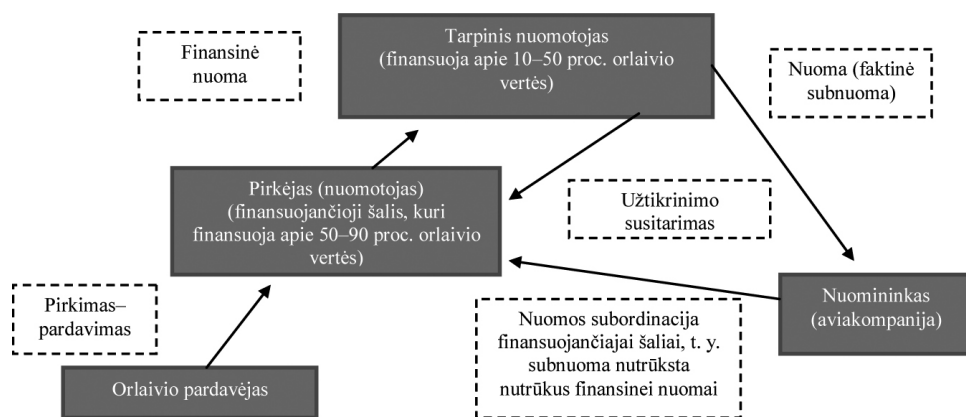 Tarpinis nuomotojas
(finansuoja apie 10–50 proc. orlaivio
vertės)
Finansinė
nuoma
Nuoma (faktinė
subnuoma)
Pirkėjas (nuomotojas)
(finansuojančioji šalis, kuri
finansuoja apie 50–90 proc. orlaivio
vertės)
Užtikrinimo
susitarimas
Pirkimas–
pardavimas
Nuomininkas
(aviakompanija)
Nuomos subordinacija
finansuojančiajai šaliai, t. y.
subnuoma nutrūksta
nutrūkus finansinei nuomai
Orlaivio pardavėjas